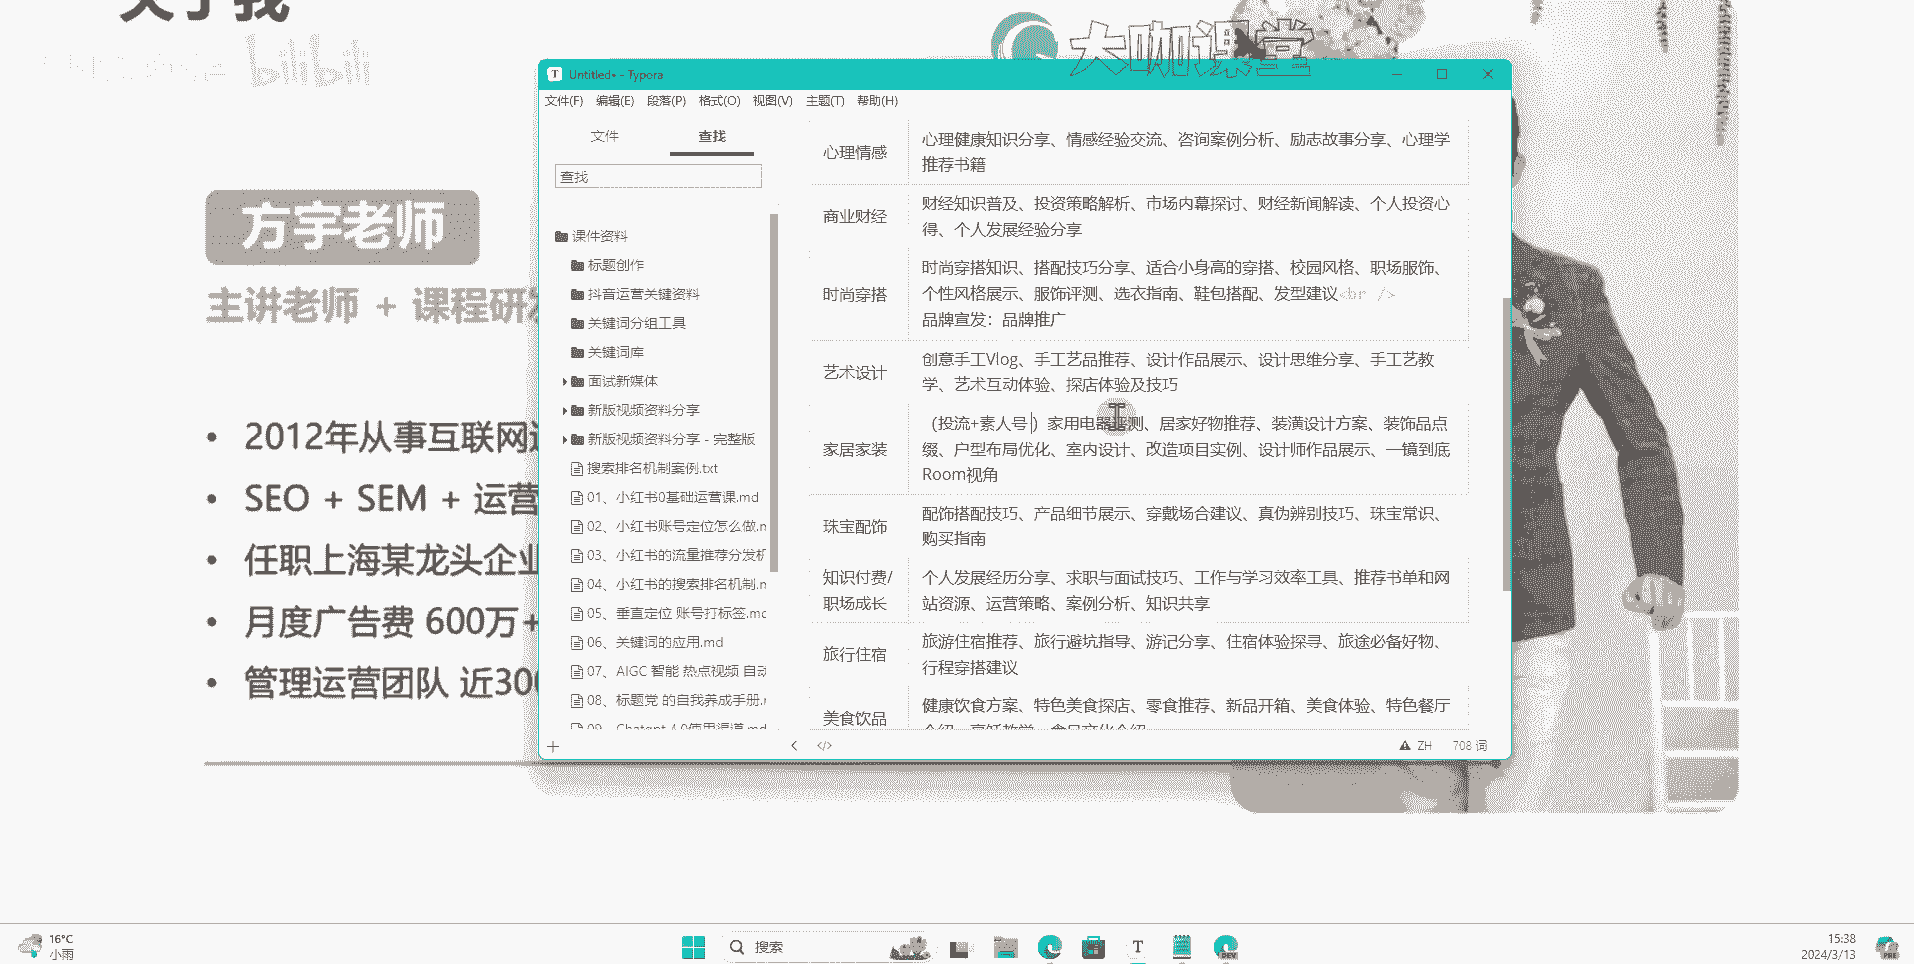 关于我
bilibili
大咖课堂
方宇老师
主讲老师 + 课程研发
• 2012年从事互联网
• SEO + SEM + 运营
• 任职上海某龙头企业
• 月度广告费 600万+
• 管理运营团队 近300
Untitled• - Typora
文件(F) 编辑(E) 段落(P) 格式(O) 视图(V) 主题(T) 帮助(H)
文件 查找
查找
课件资料
标题创作
抖音运营关键资料
关键词分组工具
关键词库
面试新媒体
新版视频资料分享
新版视频资料分享 - 完整版
搜索排名机制案例.txt
01、小红书0基础运营课.md
02、小红书账号定位怎么做.m
03、小红书的流量推荐分发机
04、小红书的搜索排名机制.m
05、垂直定位 账号打标签.mc
06、关键词的应用.md
07、AIGC 智能 热点视频 自动
08、标题党 的自我养成手册.r
09、Chatgpt 4.0使用渠道.md
心理情感
心理健康知识分享、情感经验交流、咨询案例分析、励志故事分享、心理学
推荐书籍
商业财经
财经知识普及、投资策略解析、市场内幕探讨、财经新闻解读、个人投资心
得、个人发展经验分享
时尚穿搭
时尚穿搭知识、搭配技巧分享、适合小身高的穿搭、校园风格、职场服饰、
个性风格展示、服饰评测、选衣指南、鞋包搭配、发型建议<br />
品牌宣发：品牌推广
艺术设计
创意手工Vlog、手工艺品推荐、设计作品展示、设计思维分享、手工艺教
学、艺术互动体验、探店体验及技巧
家居家装
（投流+素人号）家用电器评测、居家好物推荐、装潢设计方案、装饰品点
缀、户型布局优化、室内设计、改造项目实例、设计师作品展示、一镜到底
Room视角
珠宝配饰
配饰搭配技巧、产品细节展示、穿戴场合建议、真伪辨别技巧、珠宝常识、
购买指南
知识付费/
职场成长
个人发展经历分享、求职与面试技巧、工作与学习效率工具、推荐书单和网
站资源、运营策略、案例分析、知识共享
旅行住宿
旅游住宿推荐、旅行避坑指导、游记分享、住宿体验探寻、旅途必备好物、
行程穿搭建议
美食饮品
健康饮食方案、特色美食探店、零食推荐、新品开箱、美食体验、特色餐厅
介绍、烹饪教学、食品文化介绍
ZH 708 词
16°C
小雨
搜索
15:38
2024/3/13